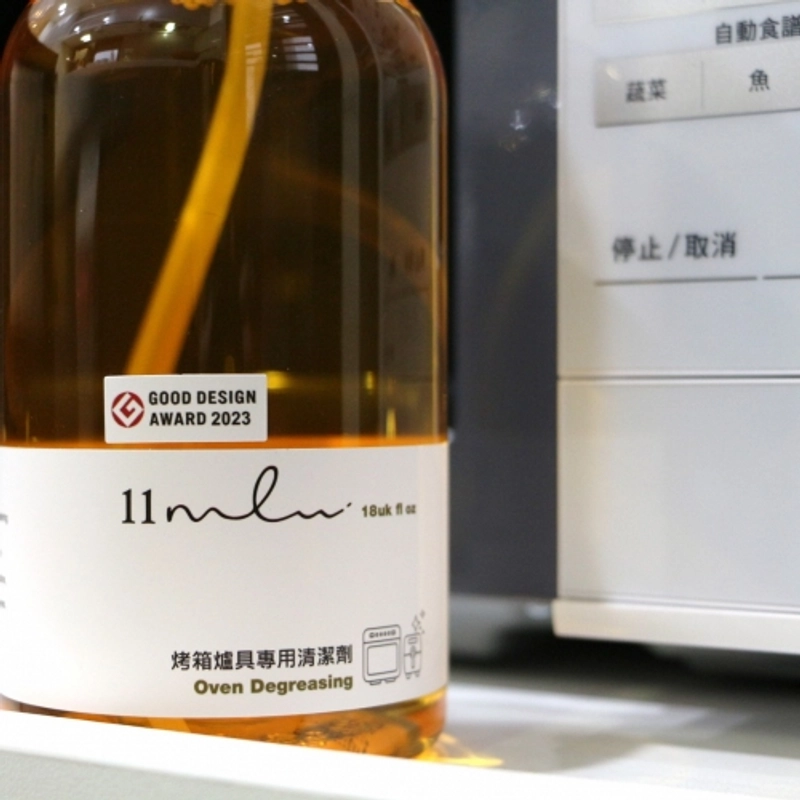 GOOD DESIGN
AWARD 2023
11mlu
18uk fl oz
烤箱爐具專用清潔劑
Oven Degreasing
自動食譜
蔬菜
魚
停止/取消